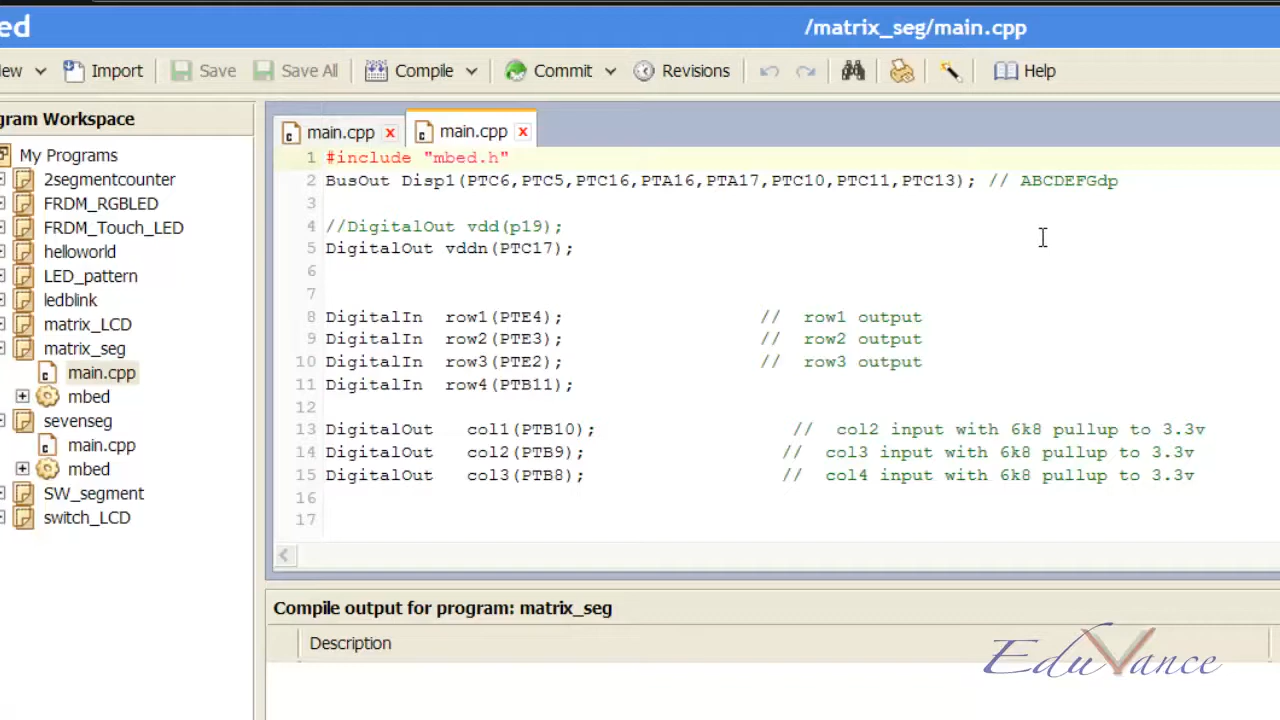 ed
/matrix_seg/main.cpp
ew Import Save Save All Compile Commit Revisions Help
gram Workspace
My Programs
2segmentcounter
FRDM_RGBLED
FRDM_Touch_LED
helloworld
LED_pattern
ledblink
matrix_LCD
matrix_seg
main.cpp
mbed
sevenseg
main.cpp
mbed
SW_segment
switch_LCD
main.cpp x main.cpp x
1 #include "mbed.h"
2 BusOut Disp1(PTC6,PTC5,PTC16,PTA16,PTA17,PTC10,PTC11,PTC13); // ABCDEFGdp
3
4 //DigitalOut vdd(p19);
5 DigitalOut vddn(PTC17);
6
7
8 DigitalIn row1(PTE4); // row1 output
9 DigitalIn row2(PTE3); // row2 output
10 DigitalIn row3(PTE2); // row3 output
11 DigitalIn row4(PTB11);
12
13 DigitalOut col1(PTB10); // col2 input with 6k8 pullup to 3.3v
14 DigitalOut col2(PTB9); // col3 input with 6k8 pullup to 3.3v
15 DigitalOut col3(PTB8); // col4 input with 6k8 pullup to 3.3v
16
17
Compile output for program: matrix_seg
Description
EduVance